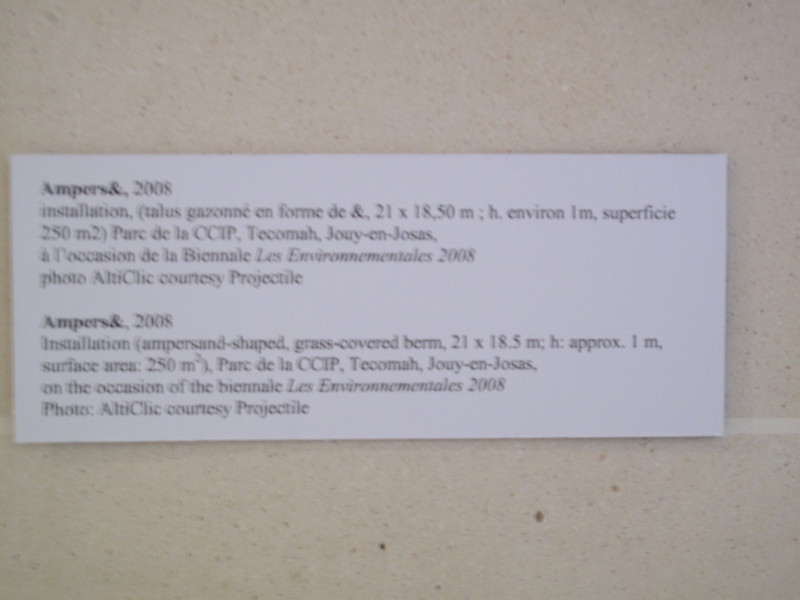 Ampers&, 2008
installation, (talus gazonné en forme de &, 21 x 18,50 m ; h. environ 1m, superficie
250 m2) Parc de la CCIP, Tecomah, Jouy-en-Josas,
à l'occasion de la Biennale Les Environnementales 2008
photo AltiClic courtesy Projectile
Ampers&, 2008
Installation (ampersand-shaped, grass-covered berm, 21 x 18.5 m; h: approx. 1 m,
surface area: 250 m²), Parc de la CCIP, Tecomah, Jouy-en-Josas,
on the occasion of the biennale Les Environnementales 2008
Photo: AltiClic courtesy Projectile